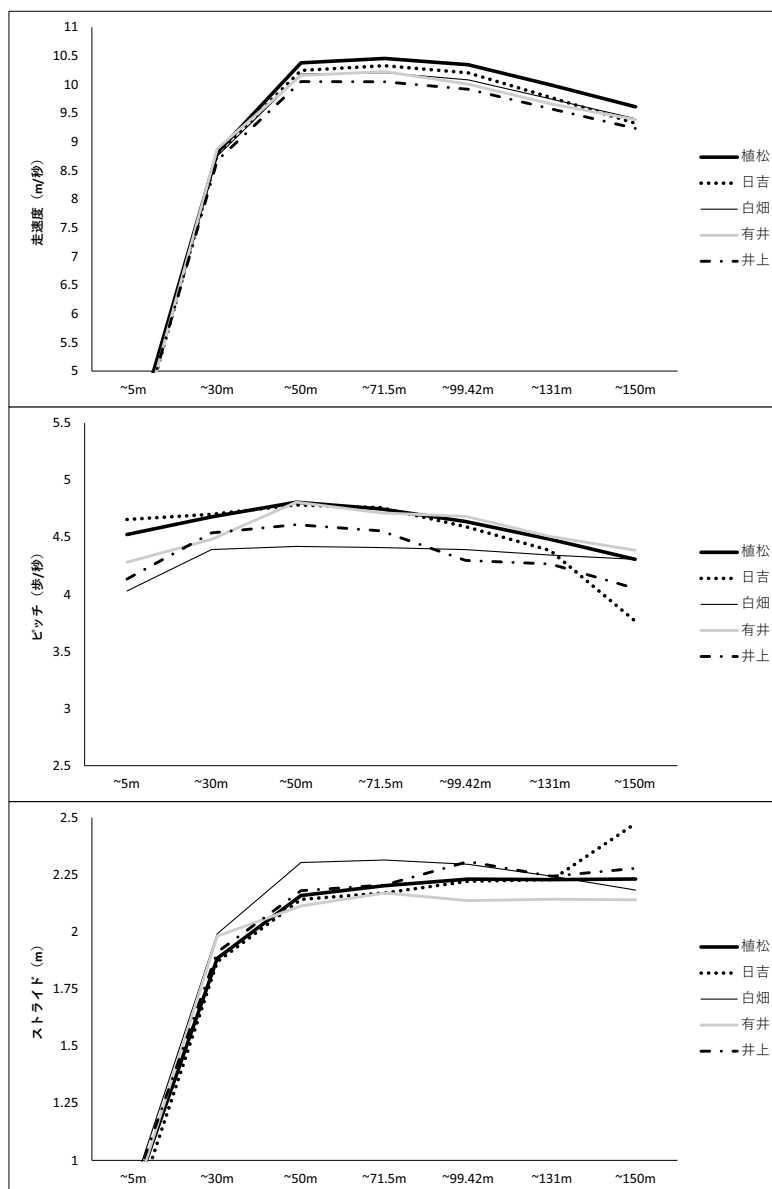 11
10.5
10
9.5
9
8.5
8
7.5
7
6.5
6
5.5
5
走速度（m/秒）
~5m ~30m ~50m ~71.5m ~99.42m ~131m ~150m
植松
日吉
白畑
有井
井上
5.5
5
4.5
4
3.5
3
2.5
ピッチ（歩/秒）
~5m ~30m ~50m ~71.5m ~99.42m ~131m ~150m
植松
日吉
白畑
有井
井上
2.5
2.25
2
1.75
1.5
1.25
1
ストライド（m）
~5m ~30m ~50m ~71.5m ~99.42m ~131m ~150m
植松
日吉
白畑
有井
井上